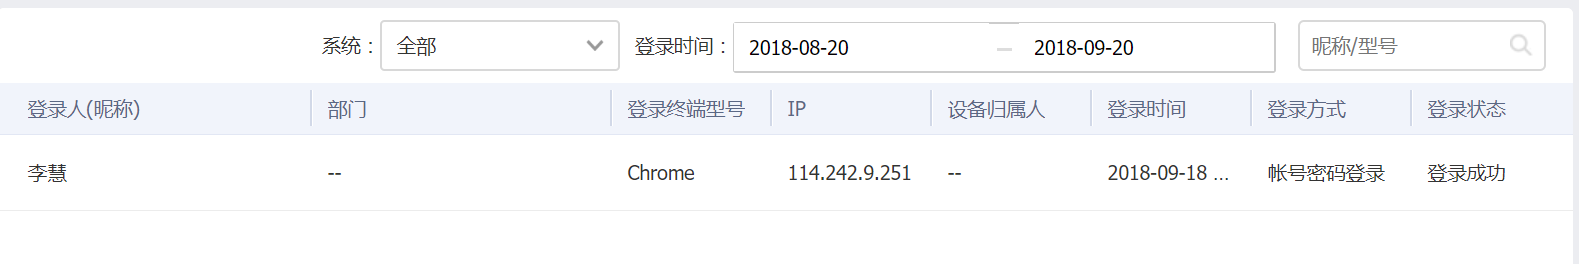 系统： 全部 登录时间： 2018-08-20 — 2018-09-20 昵称/型号
登录人(昵称) 部门 登录终端型号 IP 设备归属人 登录时间 登录方式 登录状态
李慧 -- Chrome 114.242.9.251 -- 2018-09-18 ... 帐号密码登录 登录成功